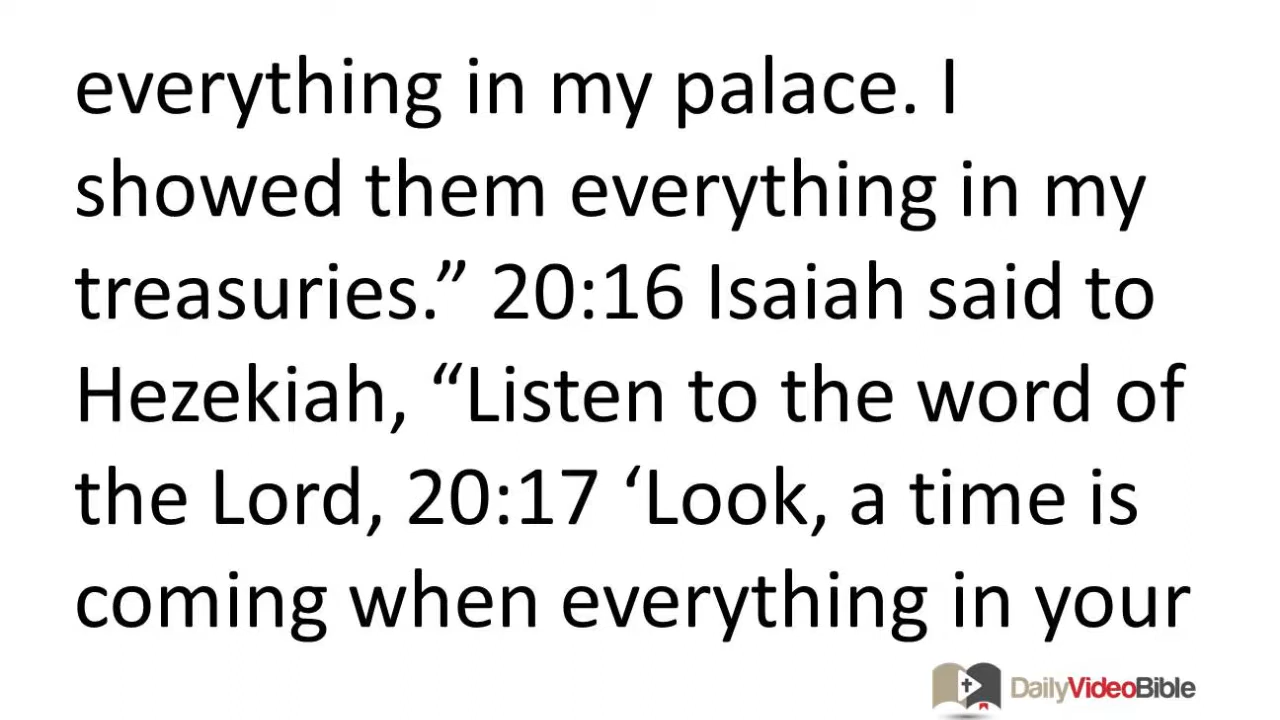 everything in my palace. I
showed them everything in my
treasuries.” 20:16 Isaiah said to
Hezekiah, “Listen to the word of
the Lord, 20:17 ‘Look, a time is
coming when everything in your
DailyVideoBible